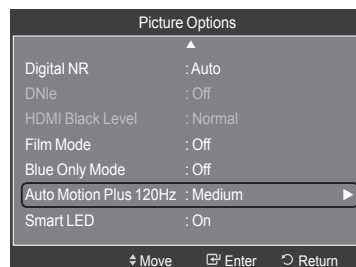 Picture Options
Digital NR : Auto
DNIe : Off
HDMI Black Level : Normal
Film Mode : Off
Blue Only Mode : Off
Auto Motion Plus 120Hz : Medium
Smart LED : On
Move Enter Return